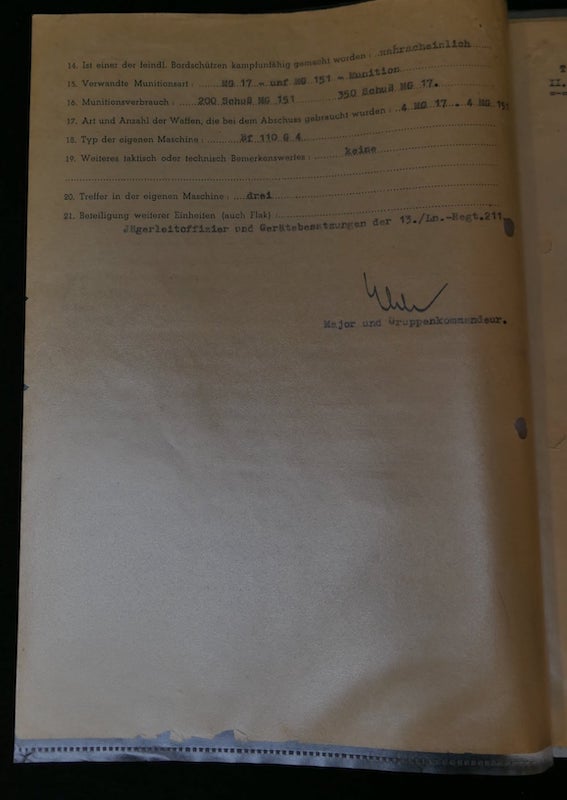 14. Ist einer der feindl. Bordschützen kampfunfähig gemacht worden : wahrscheinlich
15. Verwandte Munitionsart : MG 17 - unf MG 151 - Munition
16. Munitionsverbrauch : 200 Schuß MG 151 350 Schuß MG 17.
17. Art und Anzahl der Waffen, die bei dem Abschuss gebraucht wurden : 4 MG 17 . 4 MG 151
18. Typ der eigenen Maschine : Bf 110 G 4
19. Weiteres taktisch oder technisch Bemerkenswertes : keine
20. Treffer in der eigenen Maschine : drei
21. Beteiligung weiterer Einheiten (auch Flak) :
Jägerleitoffizier und Gerätebesatzungen der 13./Ln.-Regt.211.
Major und Gruppenkommandeur.
T
II.